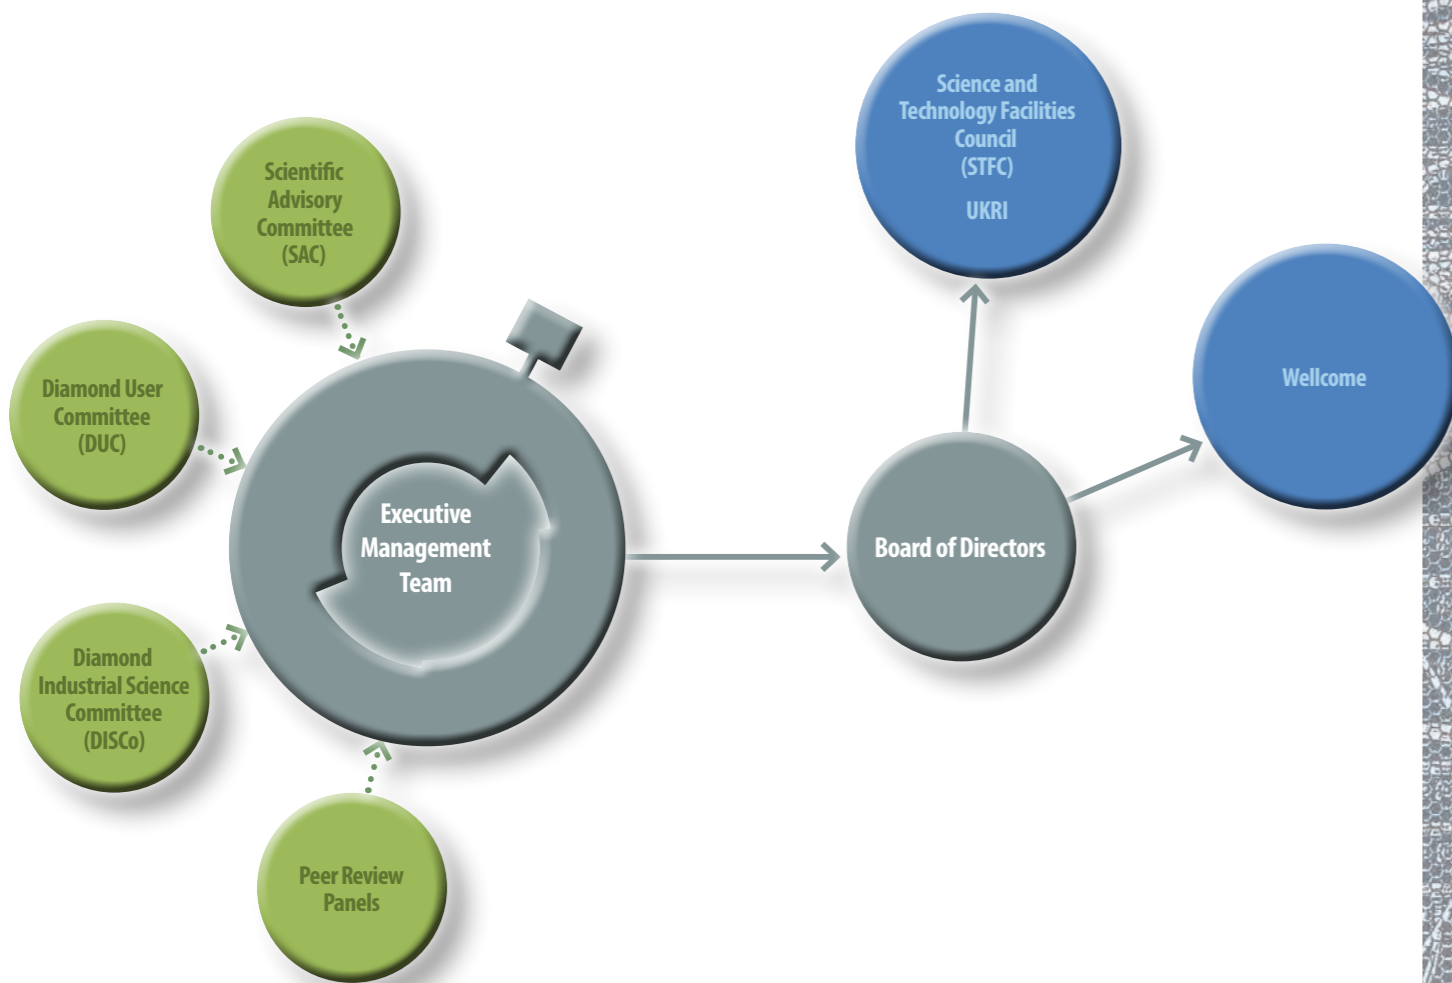 Science and
Technology Facilities
Council
(STFC)
UKRI
Scientific
Advisory
Committee
(SAC)
Diamond User
Committee
(DUC)
Wellcome
Executive
Management
Team
Board of Directors
Diamond
Industrial Science
Committee
(DISCo)
Peer Review
Panels